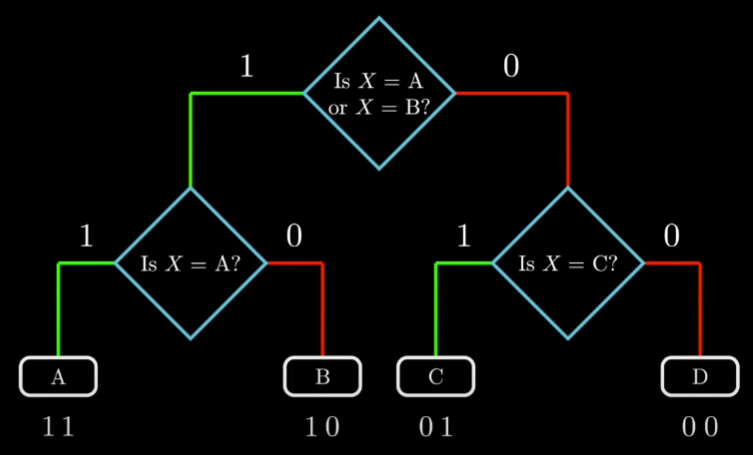 1
0
Is X = A
or X = B?
1
0
1
0
Is X = A?
Is X = C?
A
B
C
D
11
10
01
00